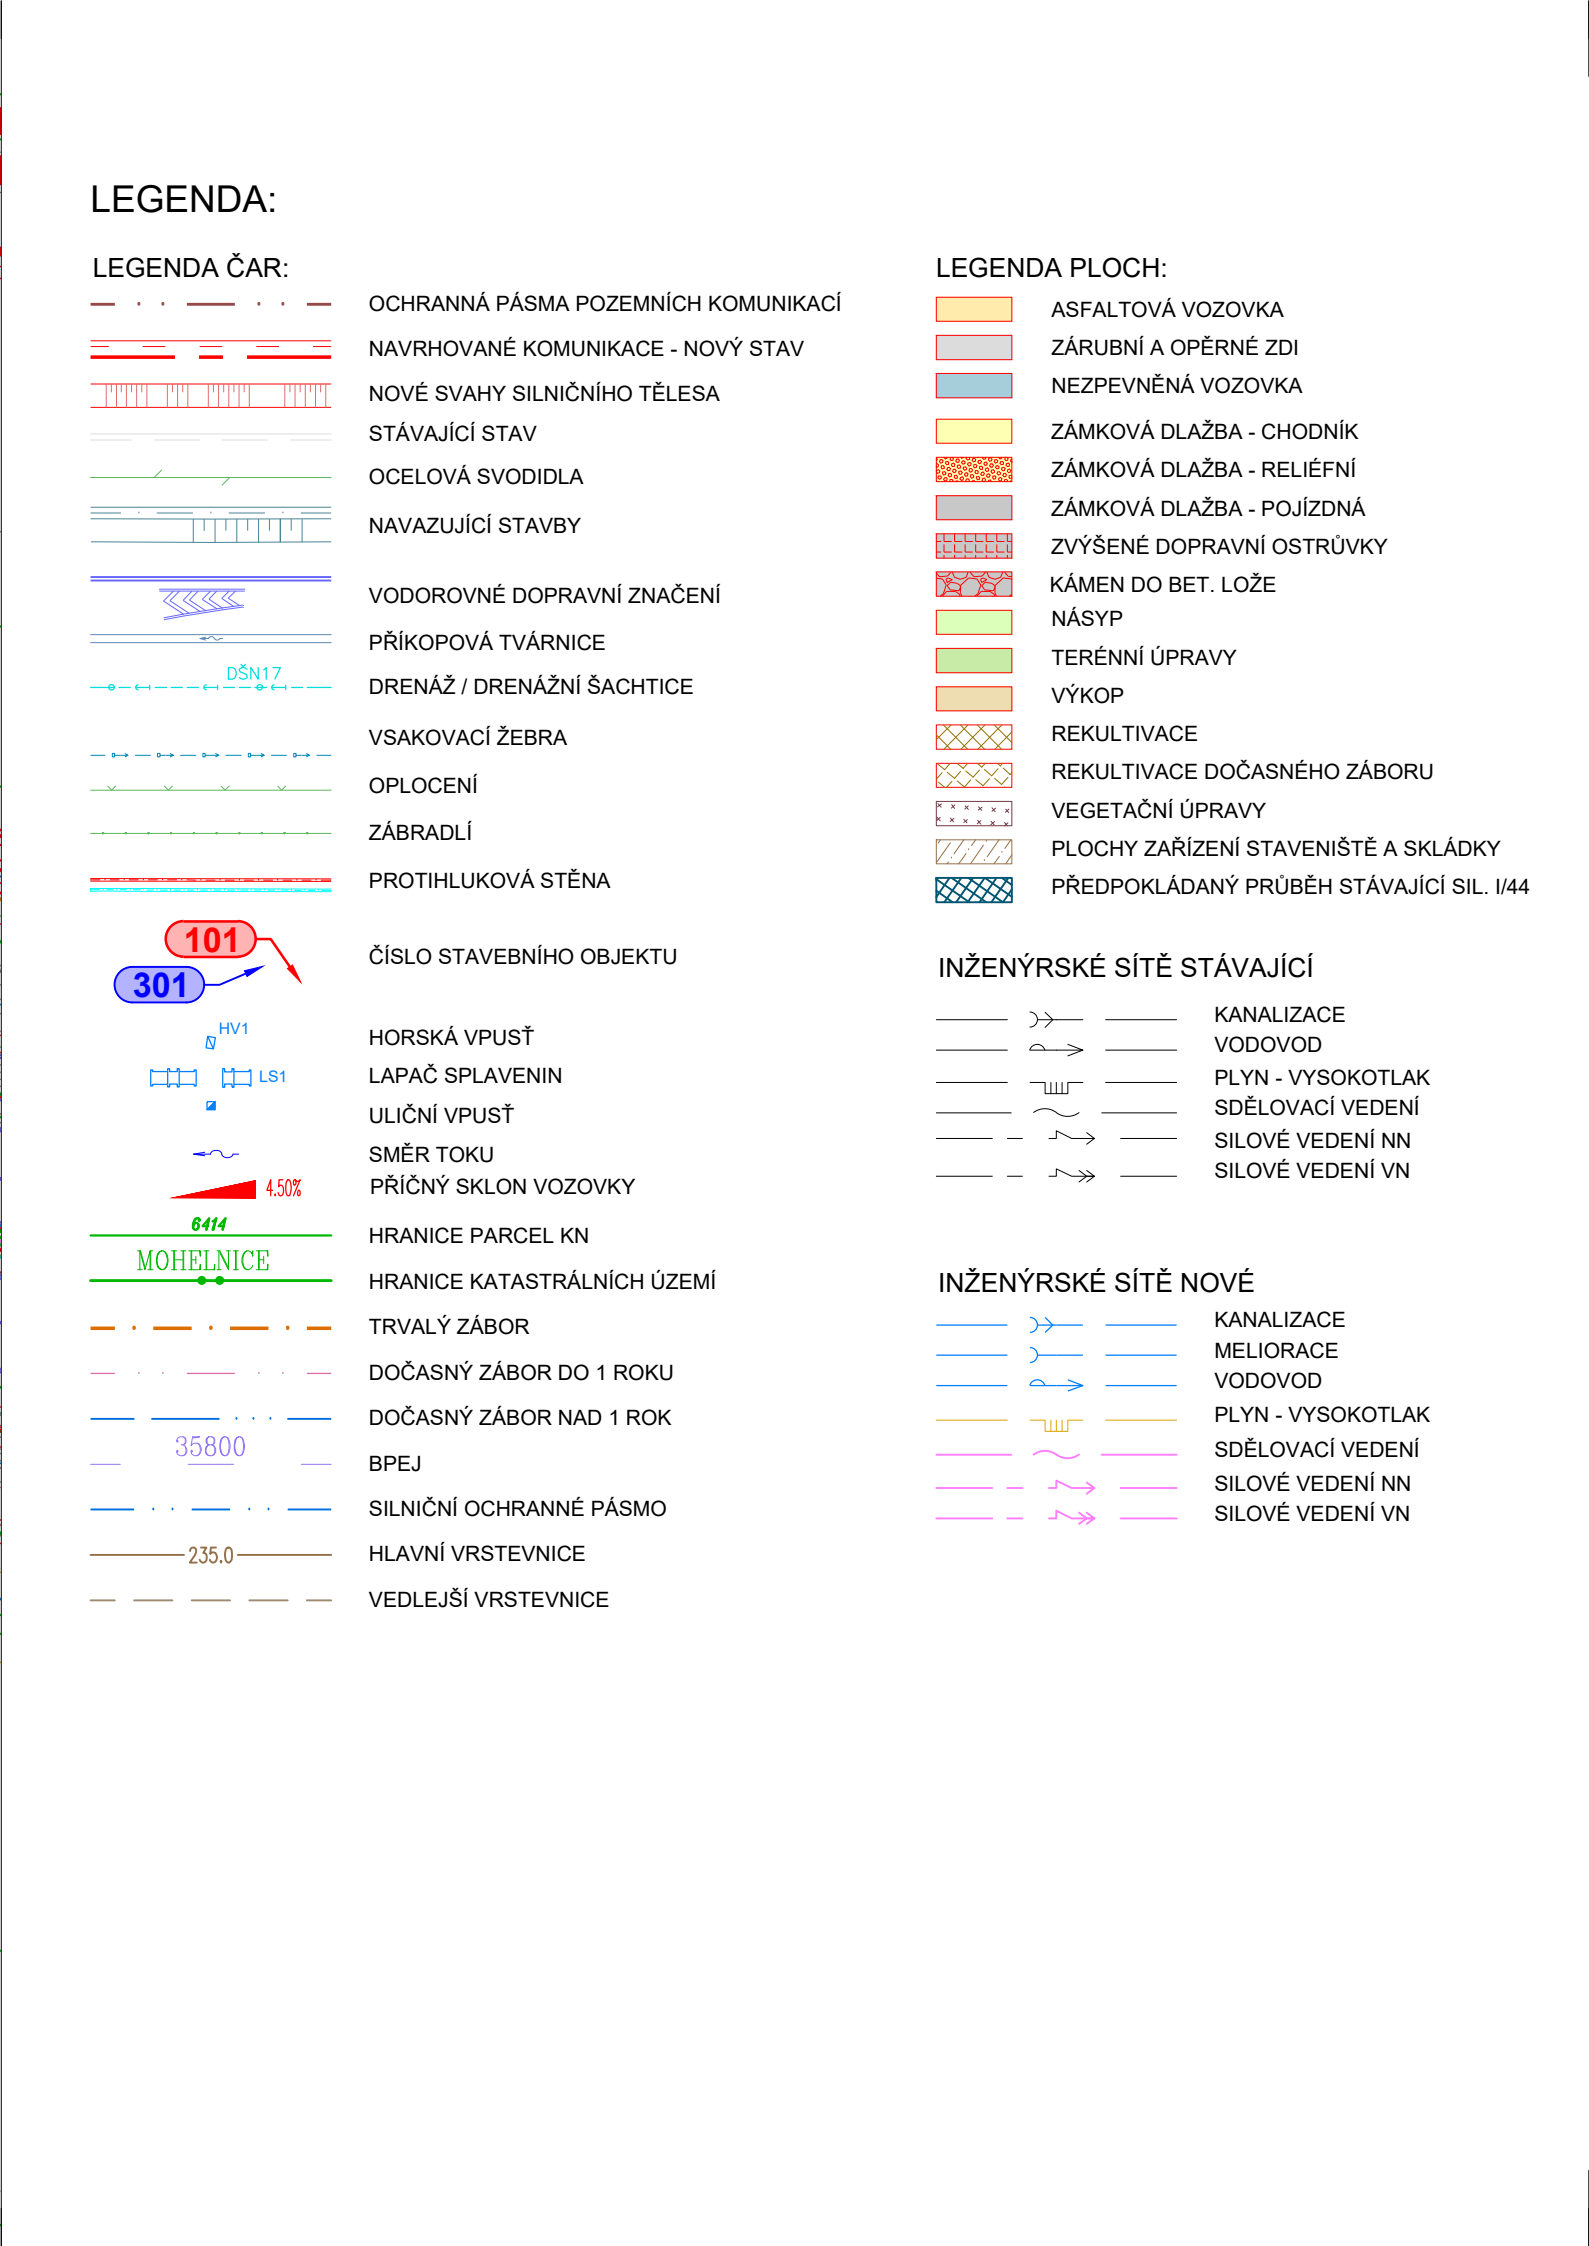 LEGENDA:
LEGENDA ČAR:
OCHRANNÁ PÁSMA POZEMNÍCH KOMUNIKACÍ
NAVRHOVANÉ KOMUNIKACE - NOVÝ STAV
NOVÉ SVAHY SILNIČNÍHO TĚLESA
STÁVAJÍCÍ STAV
OCELOVÁ SVODIDLA
NAVAZUJÍCÍ STAVBY
VODOROVNÉ DOPRAVNÍ ZNAČENÍ
PŘÍKOPOVÁ TVÁRNICE
DŠN17
DRENÁŽ / DRENÁŽNÍ ŠACHTICE
VSAKOVACÍ ŽEBRA
OPLOCENÍ
ZÁBRADLÍ
PROTIHLUKOVÁ STĚNA
101
301
ČÍSLO STAVEBNÍHO OBJEKTU
HV1
HORSKÁ VPUSŤ
LS1
LAPAČ SPLAVENIN
ULIČNÍ VPUSŤ
SMĚR TOKU
4.50%
PŘÍČNÝ SKLON VOZOVKY
6414
HRANICE PARCEL KN
MOHELNICE
HRANICE KATASTRÁLNÍCH ÚZEMÍ
TRVALÝ ZÁBOR
DOČASNÝ ZÁBOR DO 1 ROKU
DOČASNÝ ZÁBOR NAD 1 ROK
35800
BPEJ
SILNIČNÍ OCHRANNÉ PÁSMO
235.0
HLAVNÍ VRSTEVNICE
VEDLEJŠÍ VRSTEVNICE
LEGENDA PLOCH:
ASFALTOVÁ VOZOVKA
ZÁRUBNÍ A OPĚRNÉ ZDI
NEZPEVNĚNÁ VOZOVKA
ZÁMKOVÁ DLAŽBA - CHODNÍK
ZÁMKOVÁ DLAŽBA - RELIÉFNÍ
ZÁMKOVÁ DLAŽBA - POJÍZDNÁ
ZVÝŠENÉ DOPRAVNÍ OSTRŮVKY
KÁMEN DO BET. LOŽE
NÁSYP
TERÉNNÍ ÚPRAVY
VÝKOP
REKULTIVACE
REKULTIVACE DOČASNÉHO ZÁBORU
VEGETAČNÍ ÚPRAVY
PLOCHY ZAŘÍZENÍ STAVENIŠTĚ A SKLÁDKY
PŘEDPOKLÁDANÝ PRŮBĚH STÁVAJÍCÍ SIL. I/44
INŽENÝRSKÉ SÍTĚ STÁVAJÍCÍ
KANALIZACE
VODOVOD
PLYN - VYSOKOTLAK
SDĚLOVACÍ VEDENÍ
SILOVÉ VEDENÍ NN
SILOVÉ VEDENÍ VN
INŽENÝRSKÉ SÍTĚ NOVÉ
KANALIZACE
MELIORACE
VODOVOD
PLYN - VYSOKOTLAK
SDĚLOVACÍ VEDENÍ
SILOVÉ VEDENÍ NN
SILOVÉ VEDENÍ VN